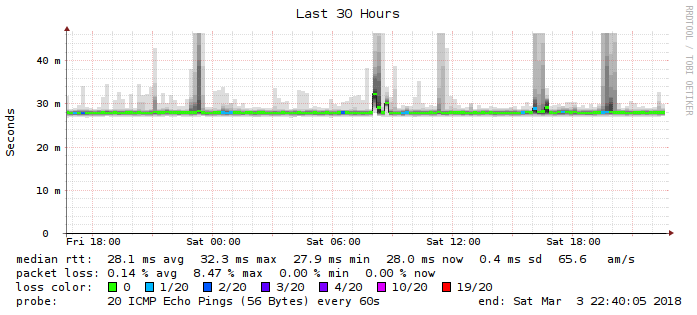 Last 30 Hours
RRDTOOL / TOBI OETIKER
Seconds
40 m
30 m
20 m
10 m
0
Fri 18:00 Sat 00:00 Sat 06:00 Sat 12:00 Sat 18:00
median rtt: 28.1 ms avg 32.3 ms max 27.9 ms min 28.0 ms now 0.4 ms sd 65.6 am/s
packet loss: 0.14 % avg 8.47 % max 0.00 % min 0.00 % now
loss color: 0 1/20 2/20 3/20 4/20 10/20 19/20
probe: 20 ICMP Echo Pings (56 Bytes) every 60s end: Sat Mar 3 22:40:05 2018